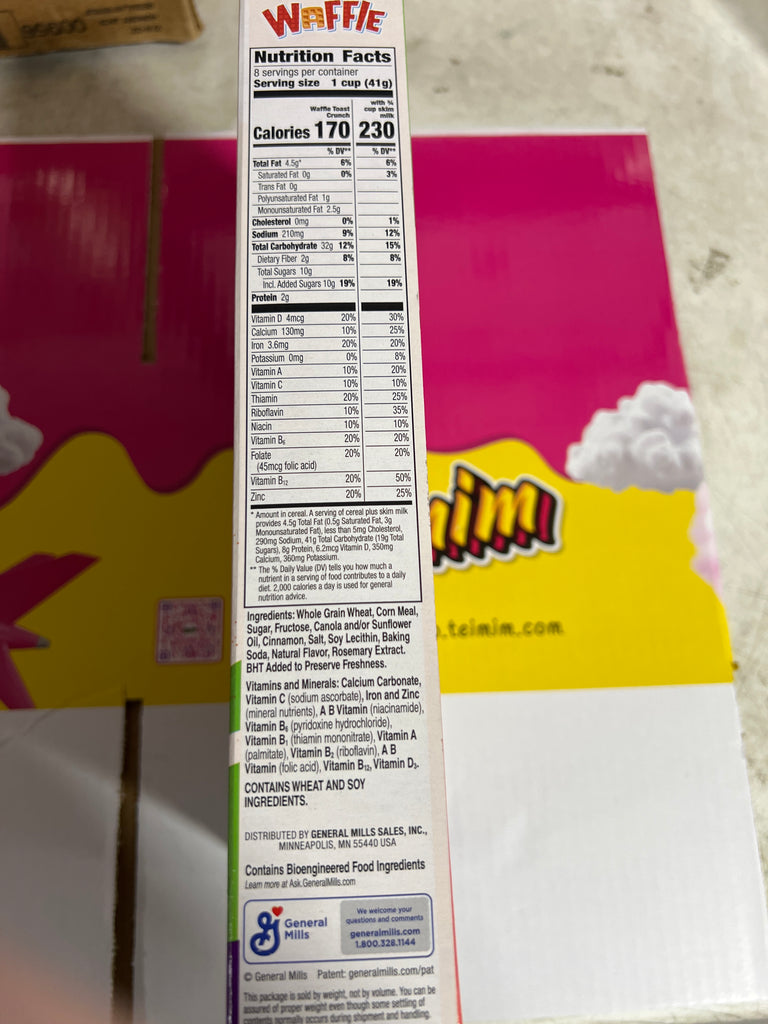 WAFFLE
Nutrition Facts
8 servings per container
Serving size 1 cup (41g)
Waffle Toast Crunch
with ¾ cup skim milk
Calories 170 230
% DV** % DV**
Total Fat 4.5g* 6% 6%
Saturated Fat 0g 0% 3%
Trans Fat 0g
Polyunsaturated Fat 1g
Monounsaturated Fat 2.5g
Cholesterol 0mg 0% 1%
Sodium 210mg 9% 12%
Total Carbohydrate 32g 12% 15%
Dietary Fiber 2g 8% 8%
Total Sugars 10g
Incl. Added Sugars 10g 19% 19%
Protein 2g
Vitamin D 4mcg 20% 30%
Calcium 130mg 10% 25%
Iron 3.6mg 20% 20%
Potassium 0mg 0% 8%
Vitamin A 10% 20%
Vitamin C 10% 10%
Thiamin 20% 25%
Riboflavin 10% 35%
Niacin 10% 10%
Vitamin B6 20% 20%
Folate 20% 20%
(45mcg folic acid)
Vitamin B12 20% 50%
Zinc 20% 25%
* Amount in cereal. A serving of cereal plus skim milk
provides 4.5g Total Fat (0.5g Saturated Fat, 3g
Monounsaturated Fat), less than 5mg Cholesterol,
290mg Sodium, 41g Total Carbohydrate (19g Total
Sugars), 8g Protein, 6.2mcg Vitamin D, 350mg
Calcium, 360mg Potassium.
** The % Daily Value (DV) tells you how much a
nutrient in a serving of food contributes to a daily
diet. 2,000 calories a day is used for general
nutrition advice.
Ingredients: Whole Grain Wheat, Corn Meal,
Sugar, Fructose, Canola and/or Sunflower
Oil, Cinnamon, Salt, Soy Lecithin, Baking
Soda, Natural Flavor, Rosemary Extract.
BHT Added to Preserve Freshness.
Vitamins and Minerals: Calcium Carbonate,
Vitamin C (sodium ascorbate), Iron and Zinc
(mineral nutrients), A B Vitamin (niacinamide),
Vitamin B6 (pyridoxine hydrochloride),
Vitamin B1 (thiamin mononitrate), Vitamin A
(palmitate), Vitamin B2 (riboflavin), A B
Vitamin (folic acid), Vitamin B12, Vitamin D3.
CONTAINS WHEAT AND SOY
INGREDIENTS.
DISTRIBUTED BY GENERAL MILLS SALES, INC.,
MINNEAPOLIS, MN 55440 USA
Contains Bioengineered Food Ingredients
Learn more at Ask.GeneralMills.com
General
Mills
We welcome your
questions and comments
generalmills.com
1.800.328.1144
© General Mills Patent: generalmills.com/pat
This package is sold by weight, not by volume. You can be
assured of proper weight even though some settling of
contents normally occurs during shipment and handling.
mim
.teimim.com